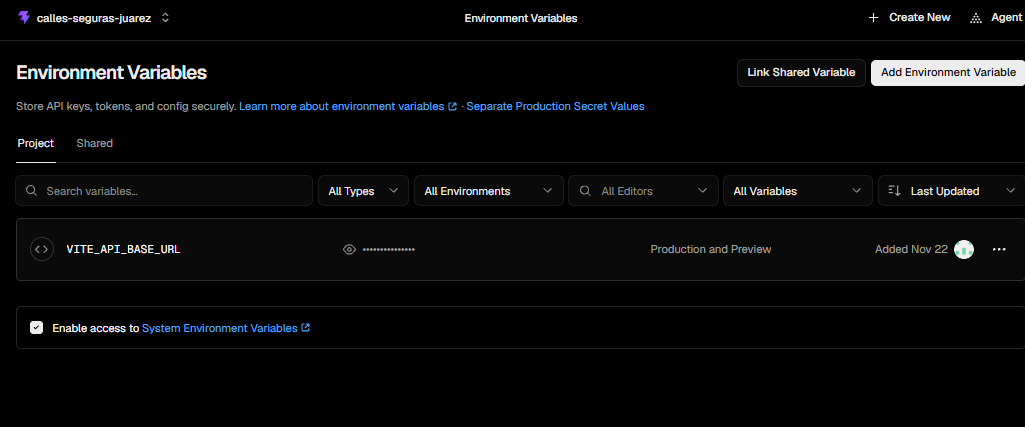 calles-seguras-juarez Environment Variables Create New Agent
Environment Variables
Link Shared Variable Add Environment Variable
Store API keys, tokens, and config securely. Learn more about environment variables · Separate Production Secret Values
Project Shared
Search variables... All Types All Environments All Editors All Variables Last Updated
VITE_API_BASE_URL ••••••••••••••• Production and Preview Added Nov 22
Enable access to System Environment Variables